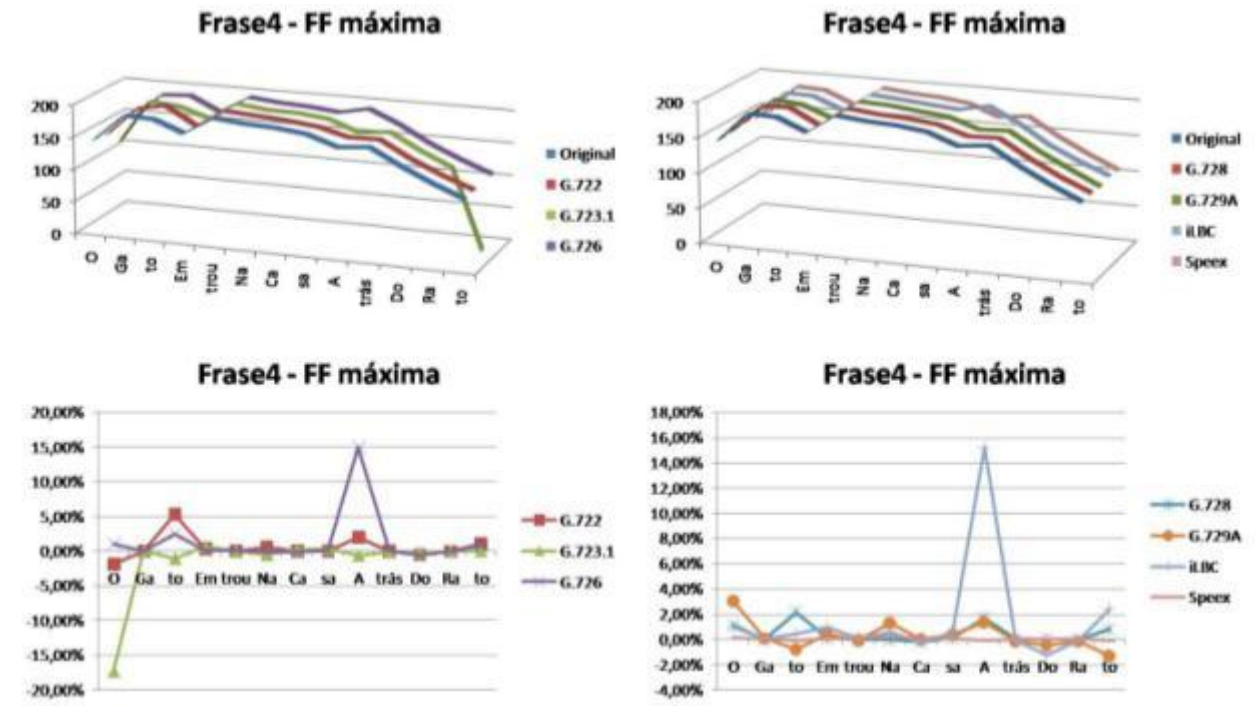 Frase4 - FF máxima
200
150
100
50
0
O
Ga
to
Em
trou
Na
Ca
sa
A
trás
Do
Ra
to
Original
G.722
G.723.1
G.726
Frase4 - FF máxima
200
150
100
50
0
O
Ga
to
Em
trou
Na
Ca
sa
A
trás
Do
Ra
to
Original
G.728
G.729A
iLBC
Speex
Frase4 - FF máxima
20,00%
15,00%
10,00%
5,00%
0,00%
-5,00%
-10,00%
-15,00%
-20,00%
O Ga to Em trou Na Ca sa A trás Do Ra to
G.722
G.723.1
G.726
Frase4 - FF máxima
18,00%
16,00%
14,00%
12,00%
10,00%
8,00%
6,00%
4,00%
2,00%
0,00%
-2,00%
-4,00%
O Ga to Em trou Na Ca sa A trás Do Ra to
G.728
G.729A
iLBC
Speex